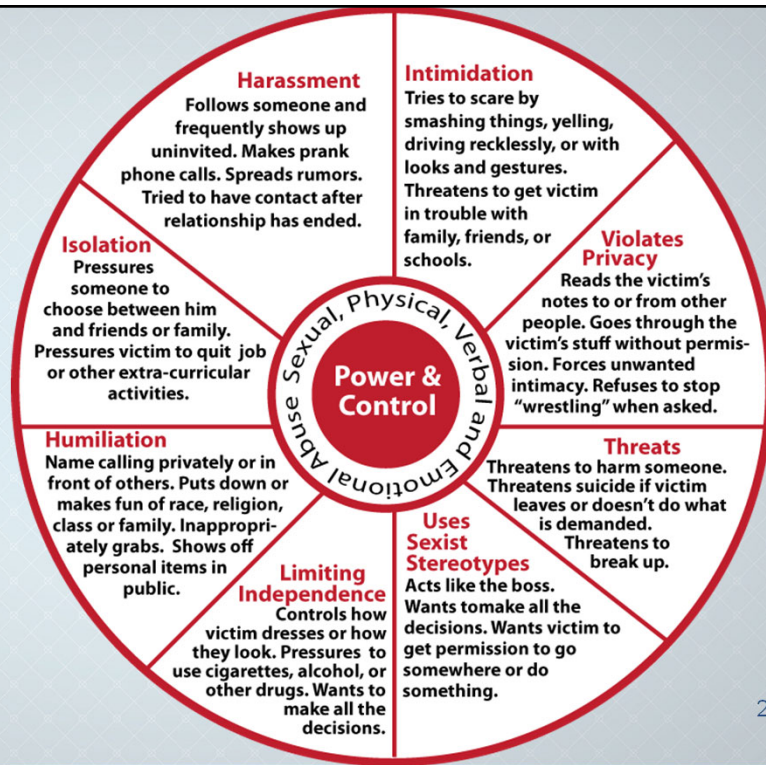 Harassment
Follows someone and
frequently shows up
uninvited. Makes prank
phone calls. Spreads rumors.
Tried to have contact after
relationship has ended.
Intimidation
Tries to scare by
smashing things, yelling,
driving recklessly, or with
looks and gestures.
Threatens to get victim
in trouble with
family, friends, or
schools.
Violates
Privacy
Reads the victim's
notes to or from other
people. Goes through the
victim's stuff without permis-
sion. Forces unwanted
intimacy. Refuses to stop
"wrestling" when asked.
Threats
Threatens to harm someone.
Threatens suicide if victim
leaves or doesn't do what
is demanded.
Threatens to
break up.
Uses
Sexist
Stereotypes
Acts like the boss.
Wants tomake all the
decisions. Wants victim to
get permission to go
somewhere or do
something.
Limiting
Independence
Controls how
victim dresses or how
they look. Pressures to
use cigarettes, alcohol, or
other drugs. Wants to
make all the
decisions.
Humiliation
Name calling privately or in
front of others. Puts down or
makes fun of race, religion,
class or family. Inappropri-
ately grabs. Shows off
personal items in
public.
Isolation
Pressures
someone to
choose between him
and friends or family.
Pressures victim to quit job
or other extra-curricular
activities.
Sexual, Physical, Verbal and Emotional Abuse
Power &
Control
2